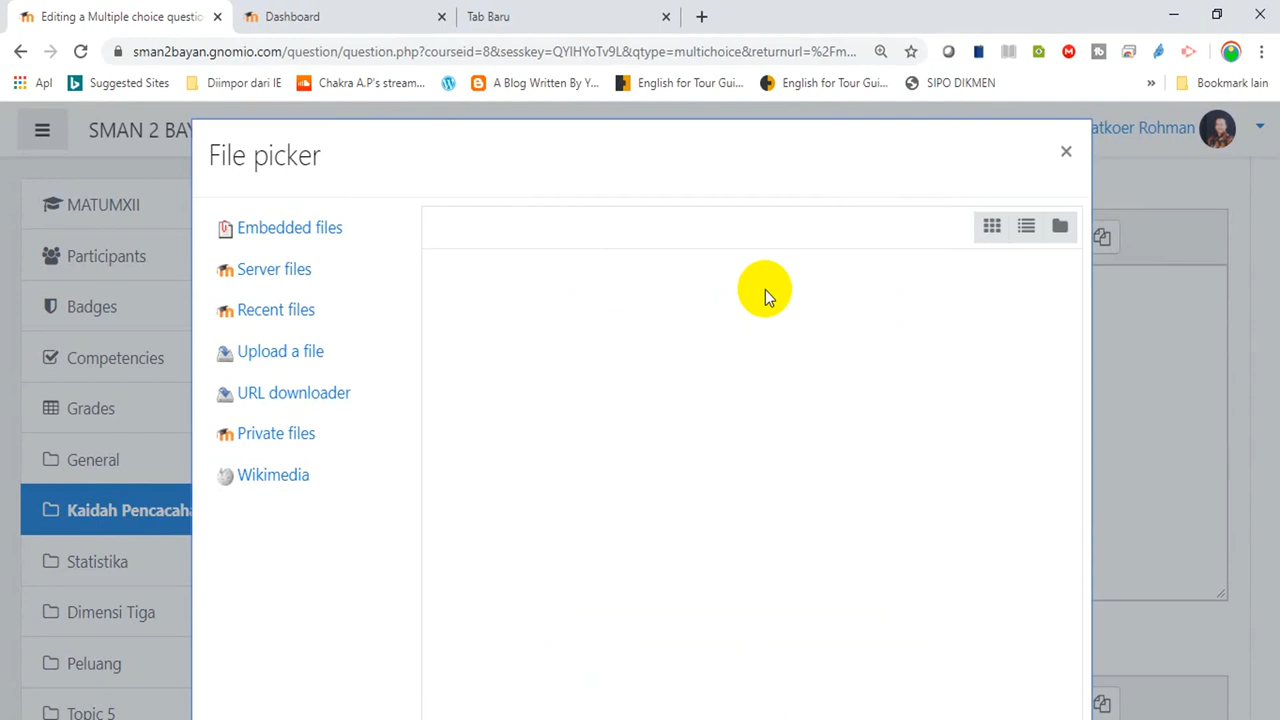 Editing a Multiple choice questio
Dashboard
Tab Baru
sman2bayan.gnomio.com/question/question.php?courseid=8&sesskey=QYIHYoTv9L&qtype=multichoice&returnurl=%2Fm...
Apl
Suggested Sites
Diimpor dari IE
Chakra A.P's stream...
A Blog Written By Y...
English for Tour Gui...
English for Tour Gui...
SIPO DIKMEN
»
Bookmark lain
SMAN 2 BAY
atkoer Rohman
File picker
MATUMXII
Participants
Badges
Competencies
Grades
General
Kaidah Pencacaha
Statistika
Dimensi Tiga
Peluang
Topic 5
Embedded files
Server files
Recent files
Upload a file
URL downloader
Private files
Wikimedia